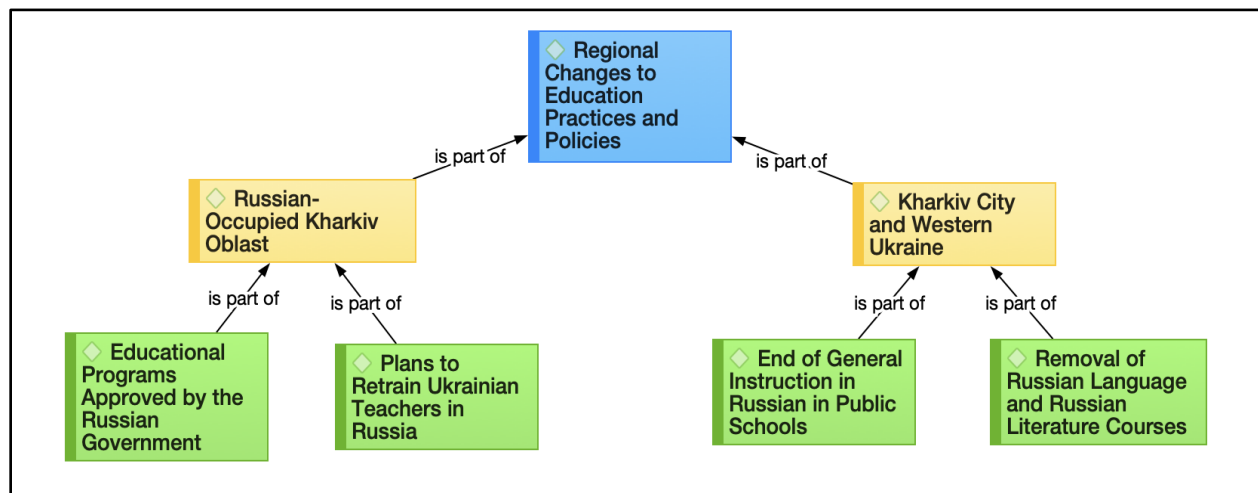 Regional
Changes to
Education
Practices and
Policies
is part of
is part of
Russian-
Occupied Kharkiv
Oblast
Kharkiv City
and Western
Ukraine
is part of
is part of
is part of
is part of
Educational
Programs
Approved by the
Russian
Government
Plans to
Retrain Ukrainian
Teachers in
Russia
End of General
Instruction in
Russian in Public
Schools
Removal of
Russian Language
and Russian
Literature Courses